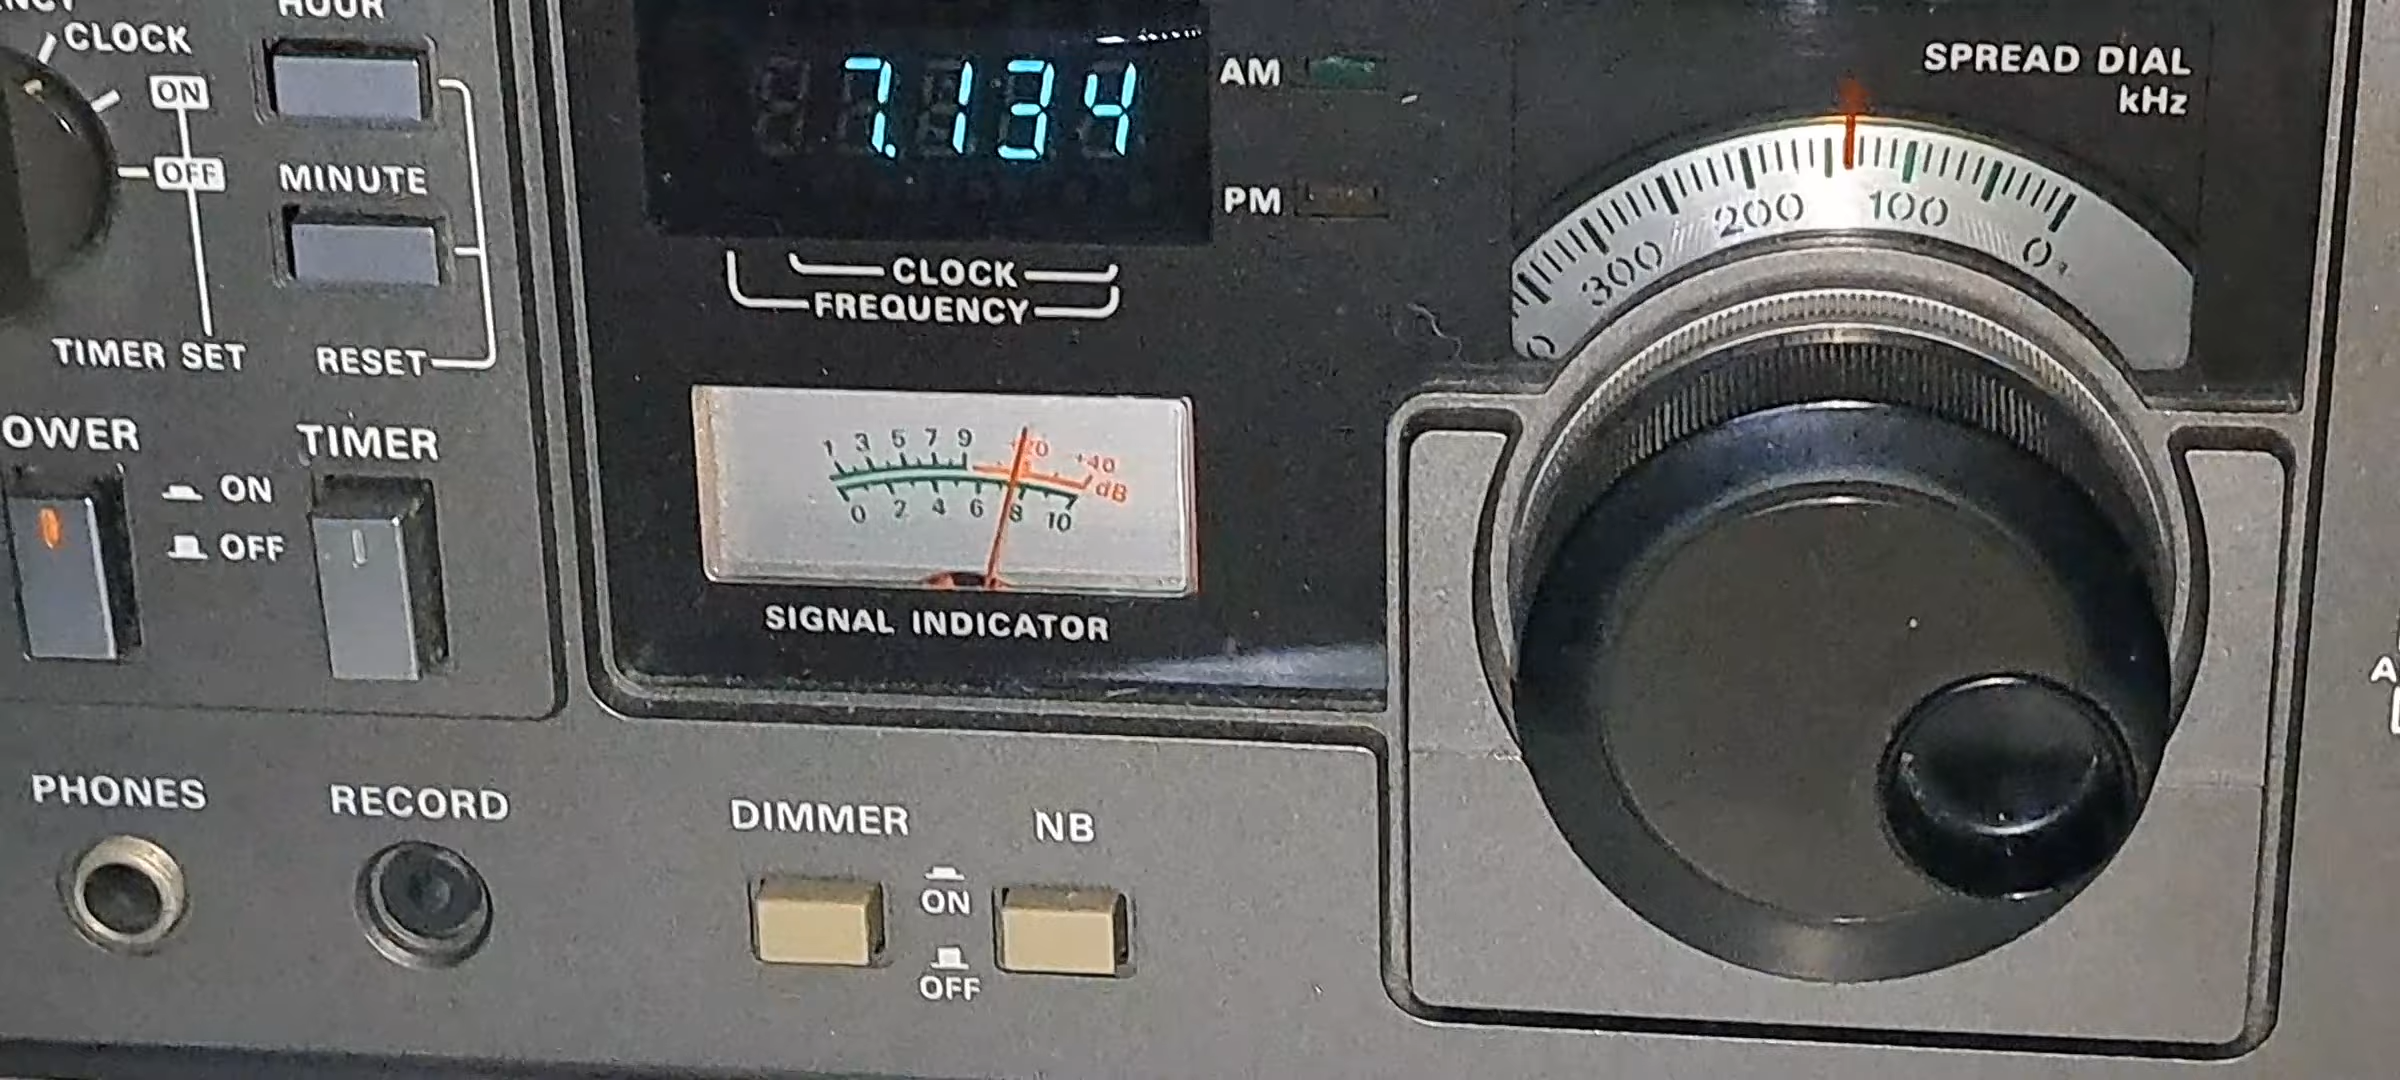 HOUR
CLOCK
ON
OFF
MINUTE
TIMER SET
RESET
OWER
TIMER
ON
OFF
PHONES
RECORD
7.134
AM
PM
CLOCK
FREQUENCY
1 3 5 7 9 +20 +40
dB
0 2 4 6 8 10
SIGNAL INDICATOR
DIMMER
NB
ON
OFF
SPREAD DIAL
kHz
300 200 100 0
A